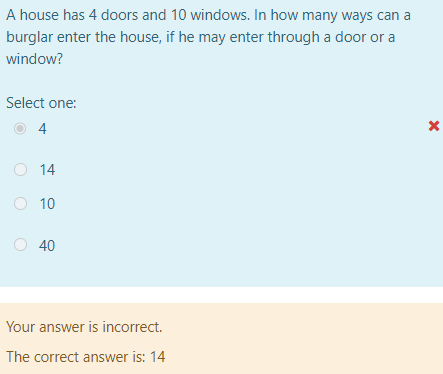 A house has 4 doors and 10 windows. In how many ways can a
burglar enter the house, if he may enter through a door or a
window?
Select one:
4
14
10
40
Your answer is incorrect.
The correct answer is: 14